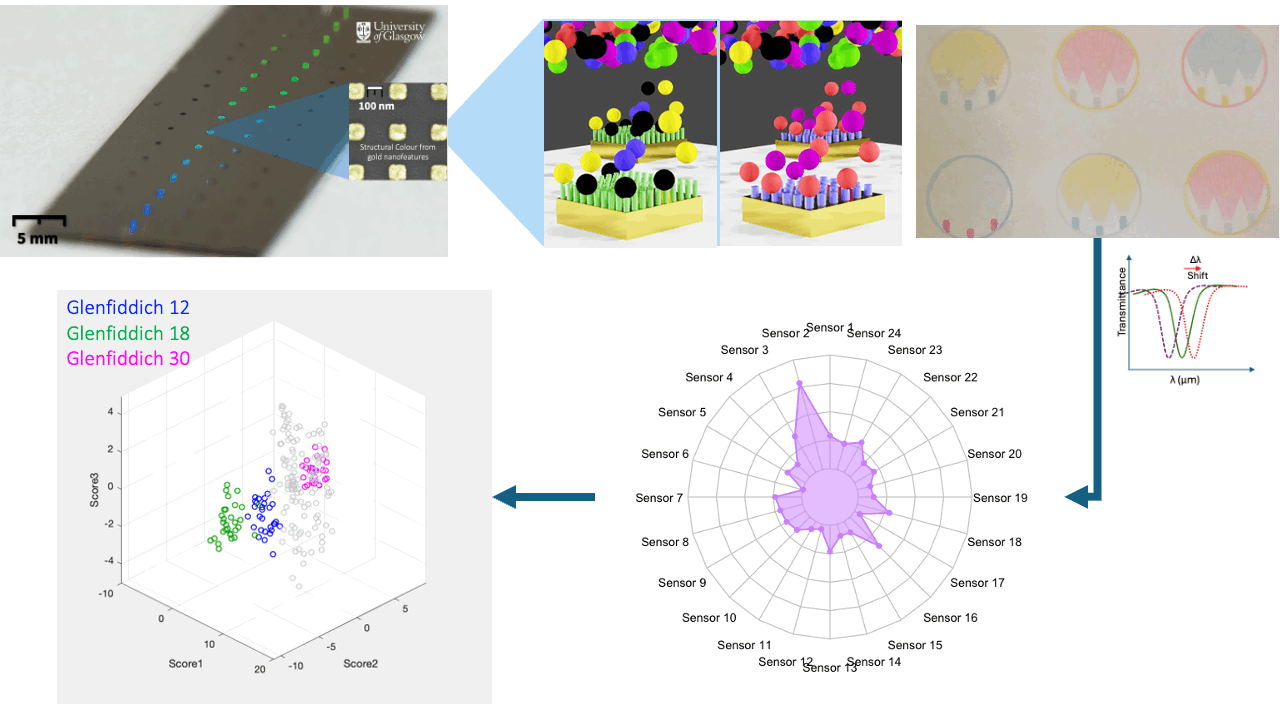 University
of Glasgow
100 nm
Structural Colour from
gold nanofeatures
5 mm
Δλ
Shift
Transmittance
λ (μm)
Glenfiddich 12
Glenfiddich 18
Glenfiddich 30
4
2
0
-2
-4
Score3
-10
0
10
20
Score1
-10
-5
0
5
Score2
Sensor 1
Sensor 2
Sensor 3
Sensor 4
Sensor 5
Sensor 6
Sensor 7
Sensor 8
Sensor 9
Sensor 10
Sensor 11
Sensor 12
Sensor 13
Sensor 14
Sensor 15
Sensor 16
Sensor 17
Sensor 18
Sensor 19
Sensor 20
Sensor 21
Sensor 22
Sensor 23
Sensor 24